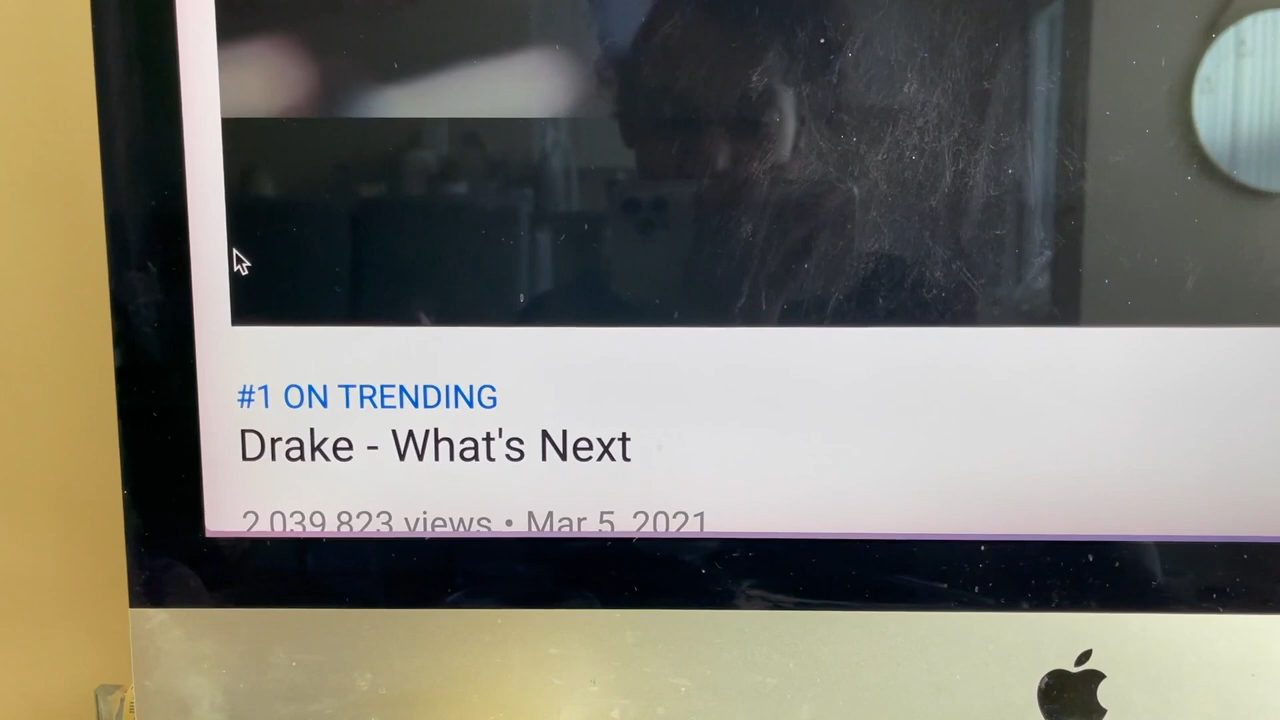 #1 ON TRENDING
Drake - What's Next
2,039,823 views • Mar 5, 2021